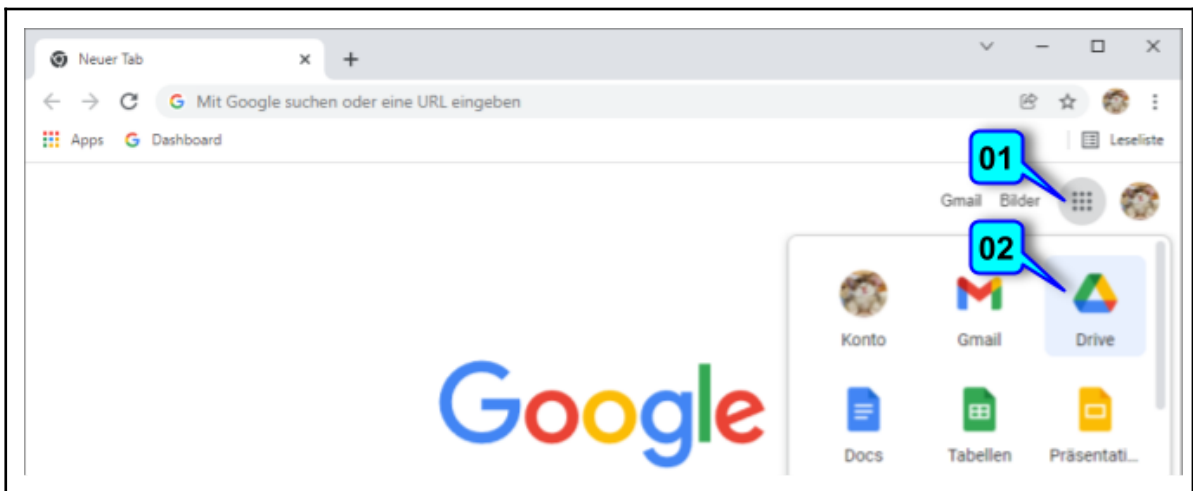 Neuer Tab
Mit Google suchen oder eine URL eingeben
Apps Dashboard Leseliste
01
Gmail Bilder
02
Konto Gmail Drive
Google
Docs Tabellen Präsentati...